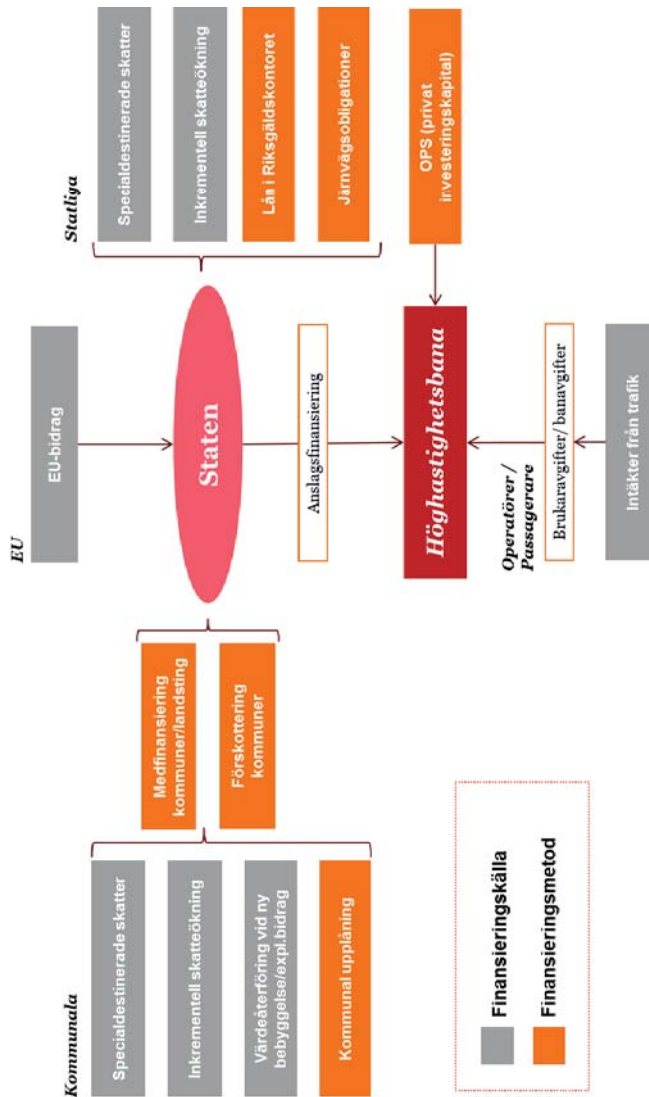 Kommunala
Specialdestinerade skatter
Inkrementell skatteökning
Värdeåterföring vid ny
bebyggelse/expl.bidrag
Kommunal upplåning
Medfinansiering
kommuner/landsting
Förskottering
kommuner
EU
EU-bidrag
Staten
Anslagsfinansiering
Höghastighetsbana
Operatörer /
Passagerare
Brukaravgifter/ banavgifter
Intäkter från trafik
Statliga
Specialdestinerade skatter
Inkrementell skatteökning
Lån i Riksgäldskontoret
Järnvägsobligationer
OPS (privat
investeringskapital)
Finansieringskälla
Finansieringsmetod